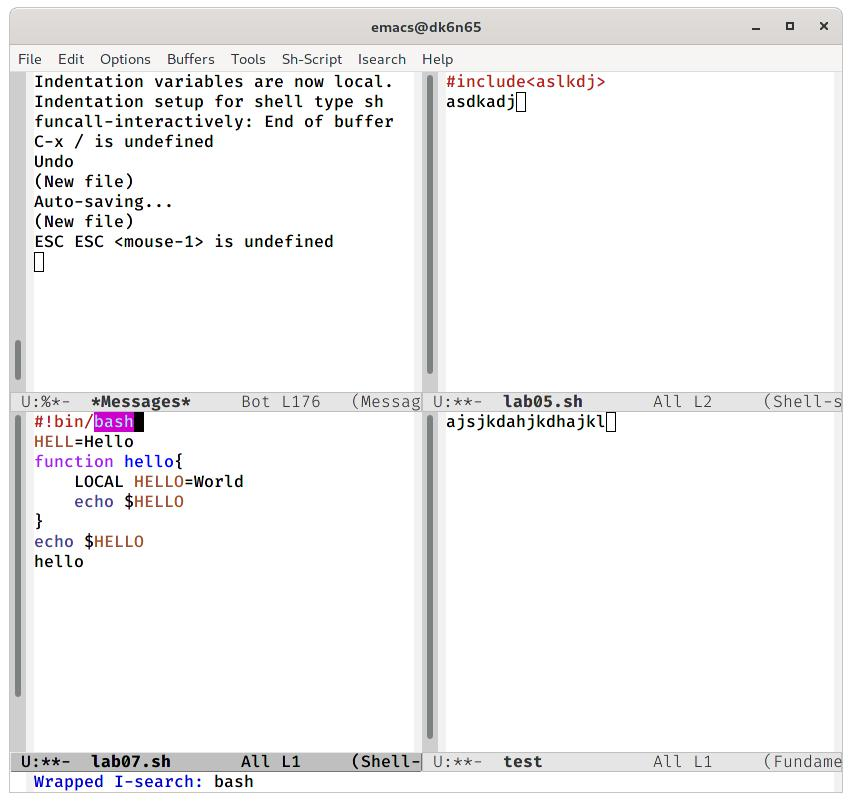 emacs@dk6n65
File Edit Options Buffers Tools Sh-Script Isearch Help
Indentation variables are now local.
Indentation setup for shell type sh
funcall-interactively: End of buffer
C-x / is undefined
Undo
(New file)
Auto-saving...
(New file)
ESC ESC <mouse-1> is undefined
U:%*-  *Messages*     Bot L176   (Messag
#include<aslkdj>
asdkadj
U:**-  lab05.sh       All L2     (Shell-s
#!bin/bash
HELL=Hello
function hello{
    LOCAL HELLO=World
    echo $HELLO
}
echo $HELLO
hello
U:**-  lab07.sh       All L1     (Shell-
ajsjkdahjkdhajkl
U:**-  test           All L1     (Fundame
Wrapped I-search: bash